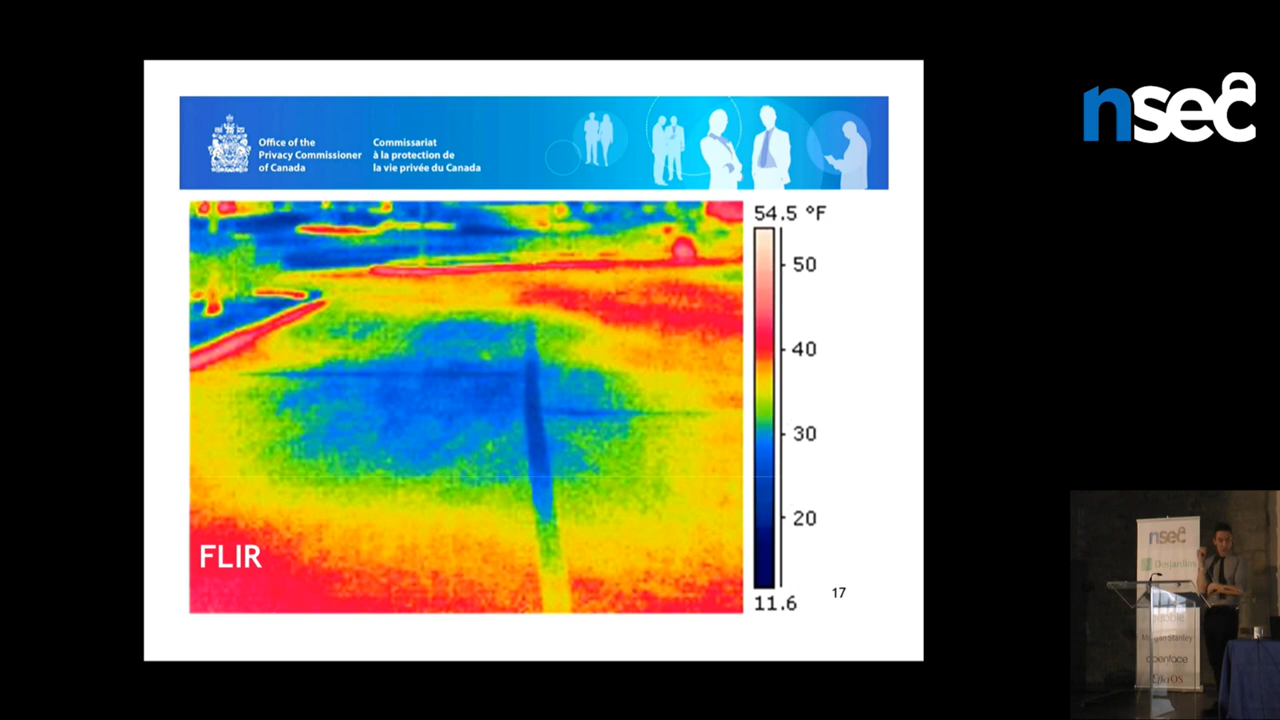 nsec
Office of the
Privacy Commissioner
of Canada
Commissariat
à la protection de
la vie privée du Canada
54.5 °F
50
40
30
20
11.6
FLIR
17
nsec
Desjardins
Morgan Stanley